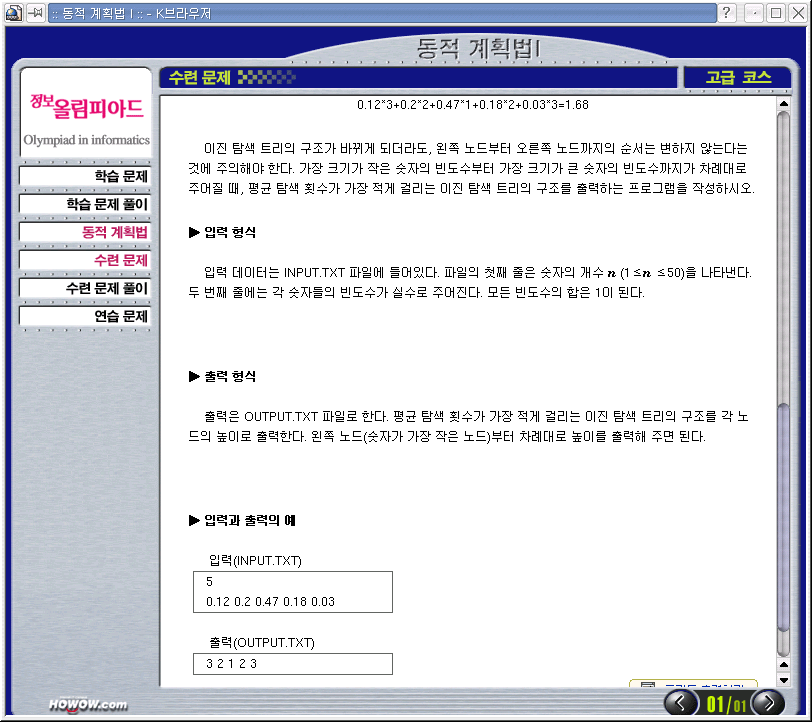 :: 동적 계획법 I :: - K브라우저
동적 계획법I
정보올림피아드
Olympiad in informatics
학습 문제
학습 문제 풀이
동적 계획법
수련 문제
수련 문제 풀이
연습 문제
수련 문제
고급 코스
0.12*3+0.2*2+0.47*1+0.18*2+0.03*3=1.68
이진 탐색 트리의 구조가 바뀌게 되더라도, 왼쪽 노드부터 오른쪽 노드까지의 순서는 변하지 않는다는
것에 주의해야 한다. 가장 크기가 작은 숫자의 빈도수부터 가장 크기가 큰 숫자의 빈도수까지가 차례대로
주어질 때, 평균 탐색 횟수가 가장 적게 걸리는 이진 탐색 트리의 구조를 출력하는 프로그램을 작성하시오.
▶ 입력 형식
입력 데이터는 INPUT.TXT 파일에 들어있다. 파일의 첫째 줄은 숫자의 개수 n (1≤n ≤50)을 나타낸다.
두 번째 줄에는 각 숫자들의 빈도수가 실수로 주어진다. 모든 빈도수의 합은 1이 된다.
▶ 출력 형식
출력은 OUTPUT.TXT 파일로 한다. 평균 탐색 횟수가 가장 적게 걸리는 이진 탐색 트리의 구조를 각 노
드의 높이로 출력한다. 왼쪽 노드(숫자가 가장 작은 노드)부터 차례대로 높이를 출력해 주면 된다.
▶ 입력과 출력의 예
입력(INPUT.TXT)
5
0.12 0.2 0.47 0.18 0.03
출력(OUTPUT.TXT)
3 2 1 2 3
HOWOW.com
01/01